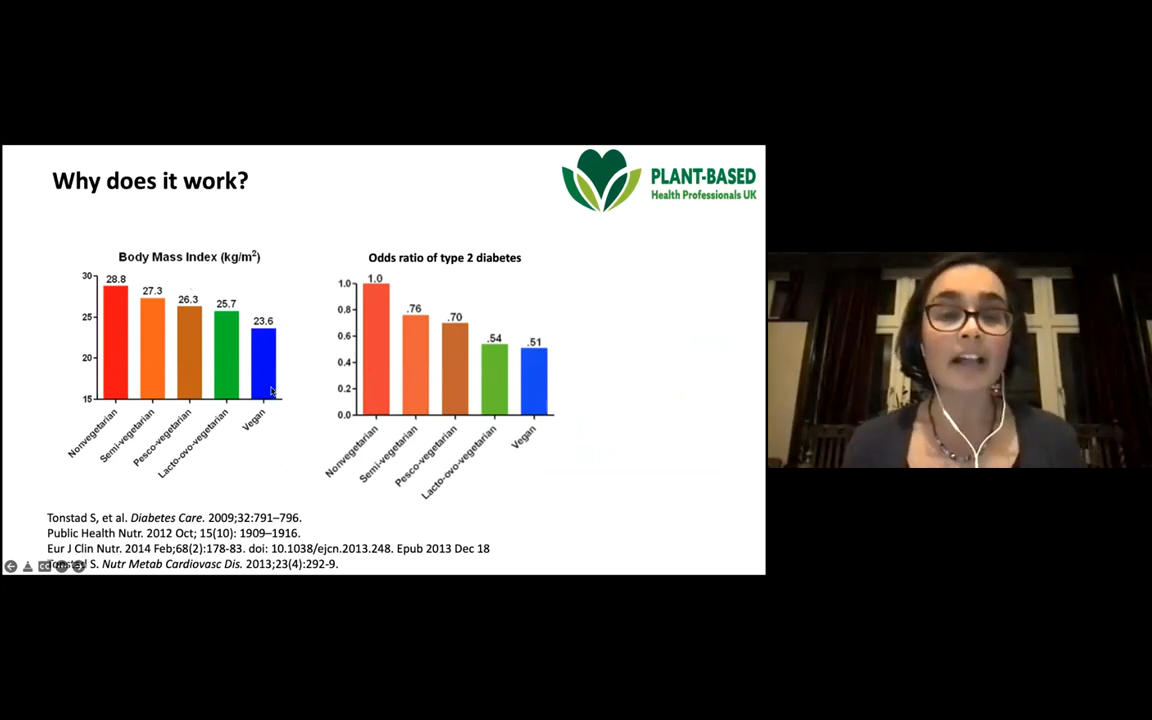 Why does it work?
PLANT-BASED
Health Professionals UK
Body Mass Index (kg/m²)
30
25
20
15
28.8
27.3
26.3
25.7
23.6
Nonvegetarian
Semi-vegetarian
Pesco-vegetarian
Lacto-ovo-vegetarian
Vegan
Odds ratio of type 2 diabetes
1.0
0.8
0.6
0.4
0.2
0.0
1.0
.76
.70
.54
.51
Nonvegetarian
Semi-vegetarian
Pesco-vegetarian
Lacto-ovo-vegetarian
Vegan
Tonstad S, et al. Diabetes Care. 2009;32:791–796.
Public Health Nutr. 2012 Oct; 15(10): 1909–1916.
Eur J Clin Nutr. 2014 Feb;68(2):178-83. doi: 10.1038/ejcn.2013.248. Epub 2013 Dec 18
Tonstad S. Nutr Metab Cardiovasc Dis. 2013;23(4):292-9.